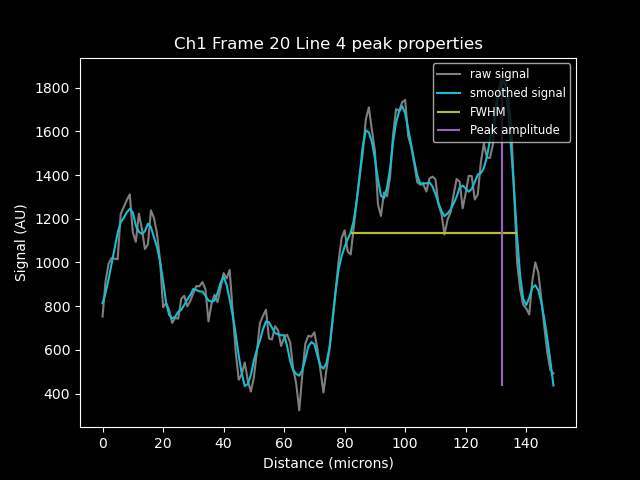 Ch1 Frame 20 Line 4 peak properties
raw signal
smoothed signal
FWHM
Peak amplitude
Signal (AU)
1800
1600
1400
1200
1000
800
600
400
0 20 40 60 80 100 120 140
Distance (microns)